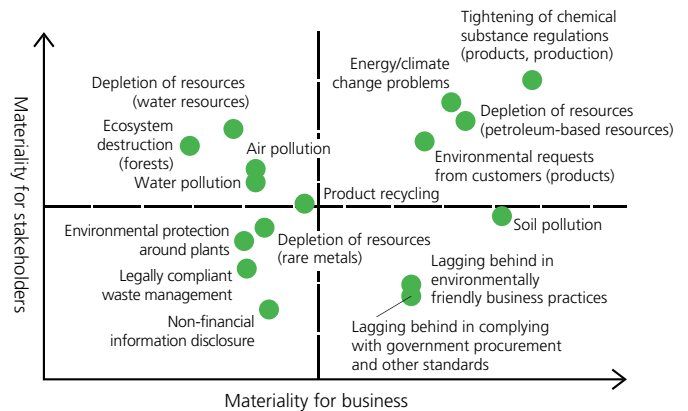 Tightening of chemical
substance regulations
(products, production)
Energy/climate
change problems
Depletion of resources
(water resources)
Depletion of resources
(petroleum-based resources)
Ecosystem
destruction
(forests)
Air pollution
Environmental requests
from customers (products)
Water pollution
Product recycling
Soil pollution
Environmental protection
around plants
Depletion of resources
(rare metals)
Legally compliant
waste management
Lagging behind in
environmentally
friendly business practices
Non-financial
information disclosure
Lagging behind in complying
with government procurement
and other standards
Materiality for stakeholders
Materiality for business